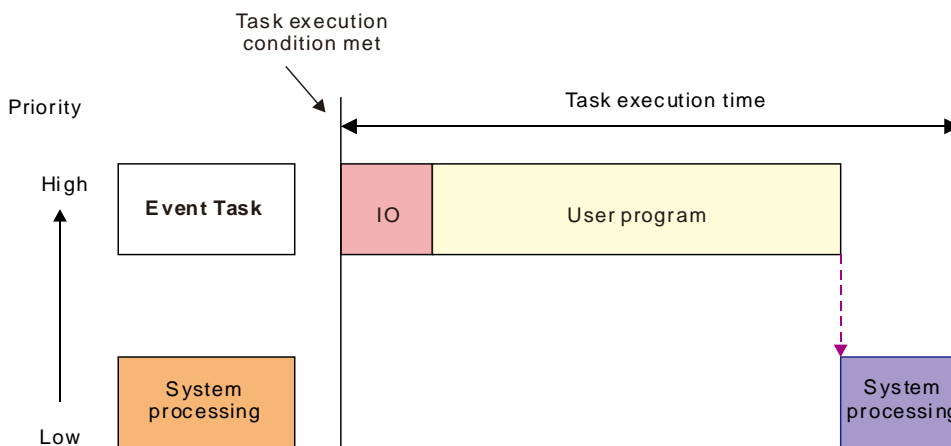 Task execution
condition met
Priority
Task execution time
High
Event Task
IO
User program
System
processing
System
processing
Low